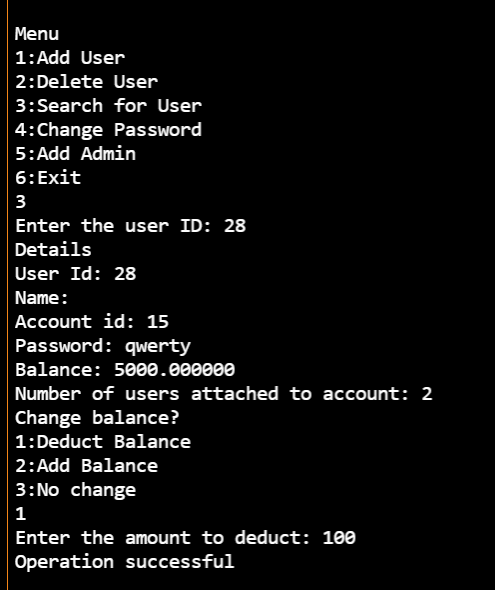 Menu
1:Add User
2:Delete User
3:Search for User
4:Change Password
5:Add Admin
6:Exit
3
Enter the user ID: 28
Details
User Id: 28
Name:
Account id: 15
Password: qwerty
Balance: 5000.000000
Number of users attached to account: 2
Change balance?
1:Deduct Balance
2:Add Balance
3:No change
1
Enter the amount to deduct: 100
Operation successful